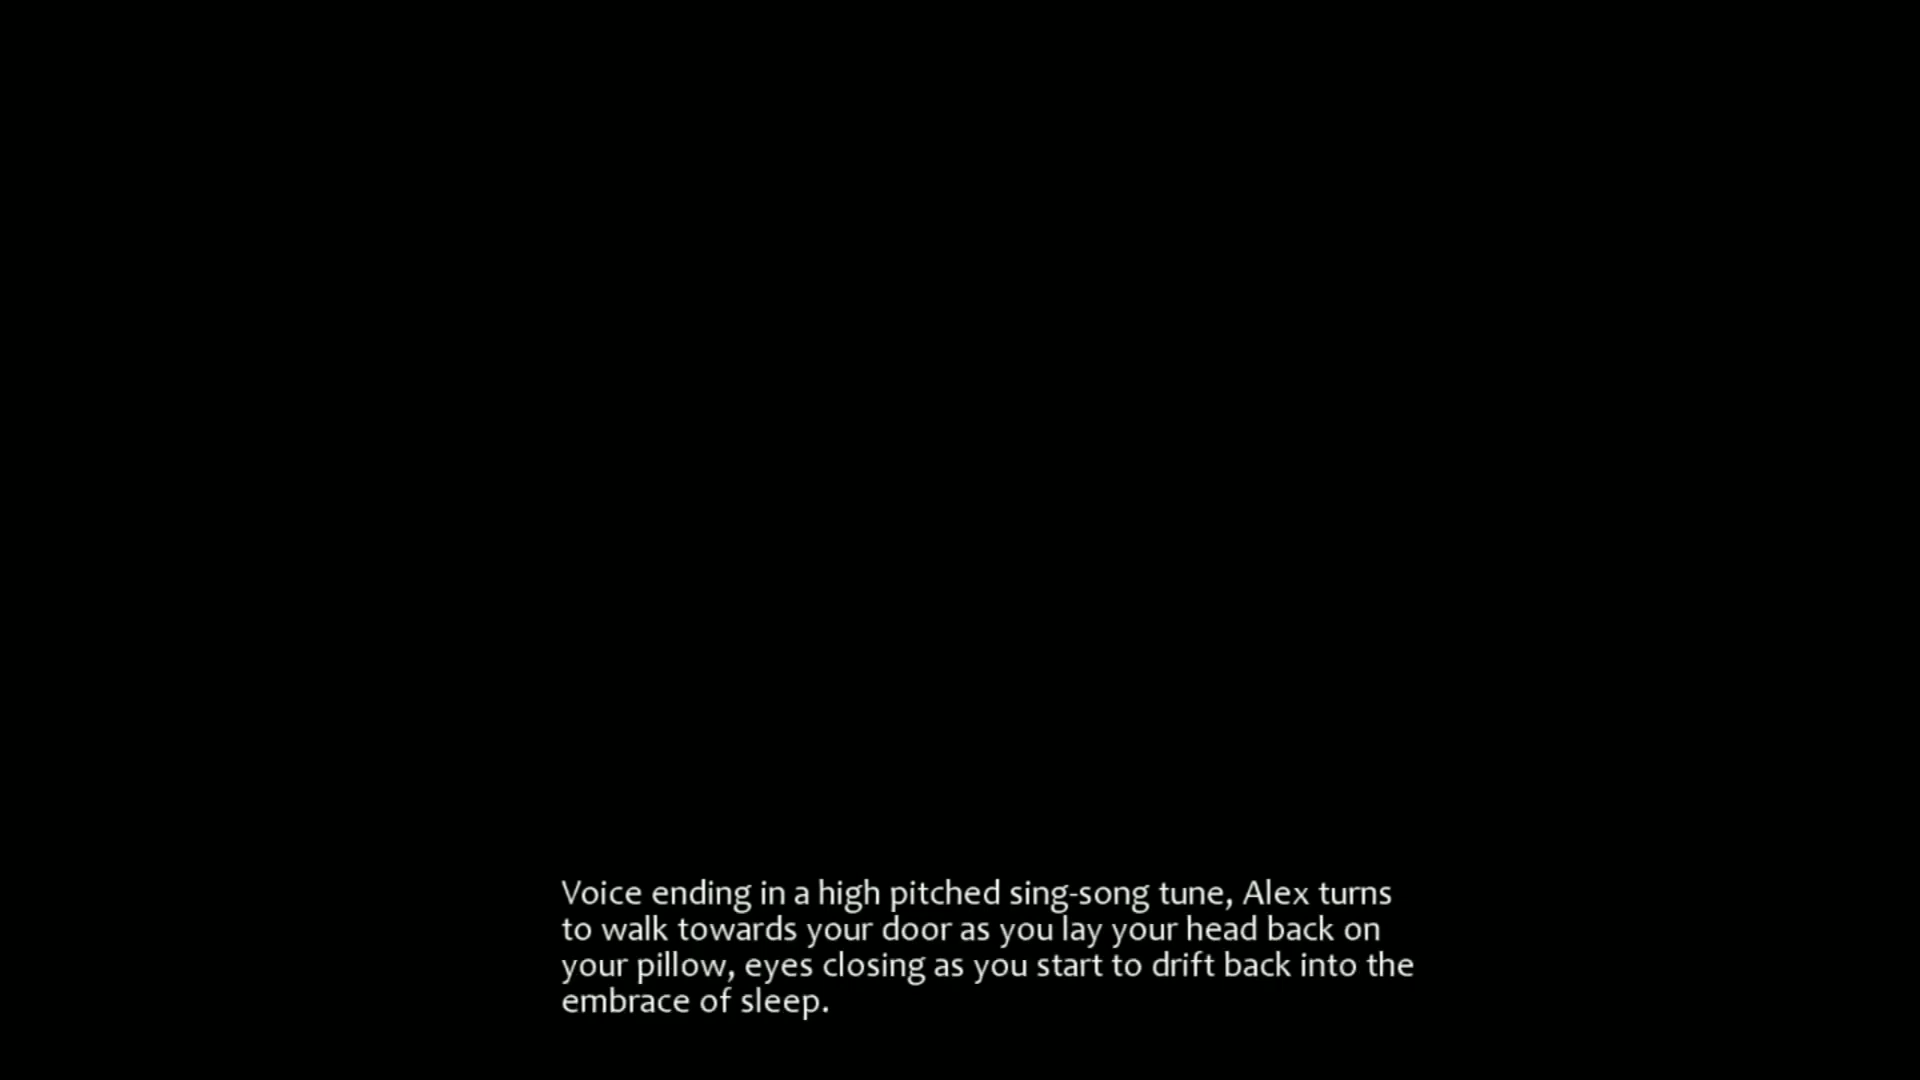 Voice ending in a high pitched sing-song tune, Alex turns
to walk towards your door as you lay your head back on
your pillow, eyes closing as you start to drift back into the
embrace of sleep.